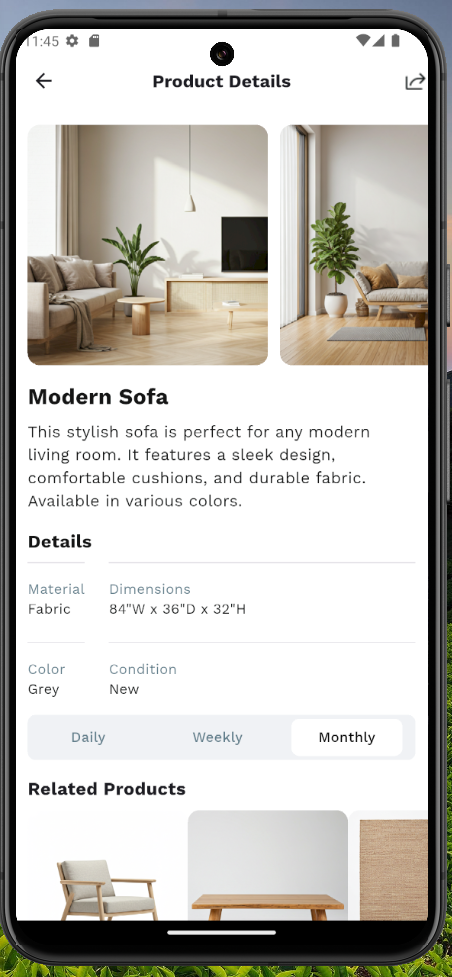 11:45
Product Details
Modern Sofa
This stylish sofa is perfect for any modern
living room. It features a sleek design,
comfortable cushions, and durable fabric.
Available in various colors.
Details
Material Dimensions
Fabric 84"W x 36"D x 32"H
Color Condition
Grey New
Daily Weekly Monthly
Related Products